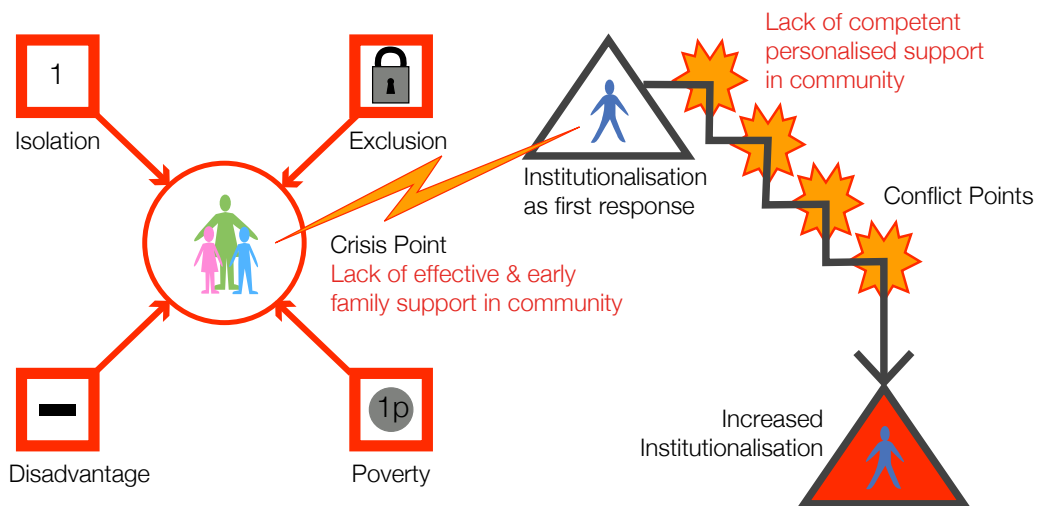 1
Isolation
Exclusion
Lack of competent
personalised support
in community
Institutionalisation
as first response
Conflict Points
Crisis Point
Lack of effective & early
family support in community
Disadvantage
1p
Poverty
Increased
Institutionalisation